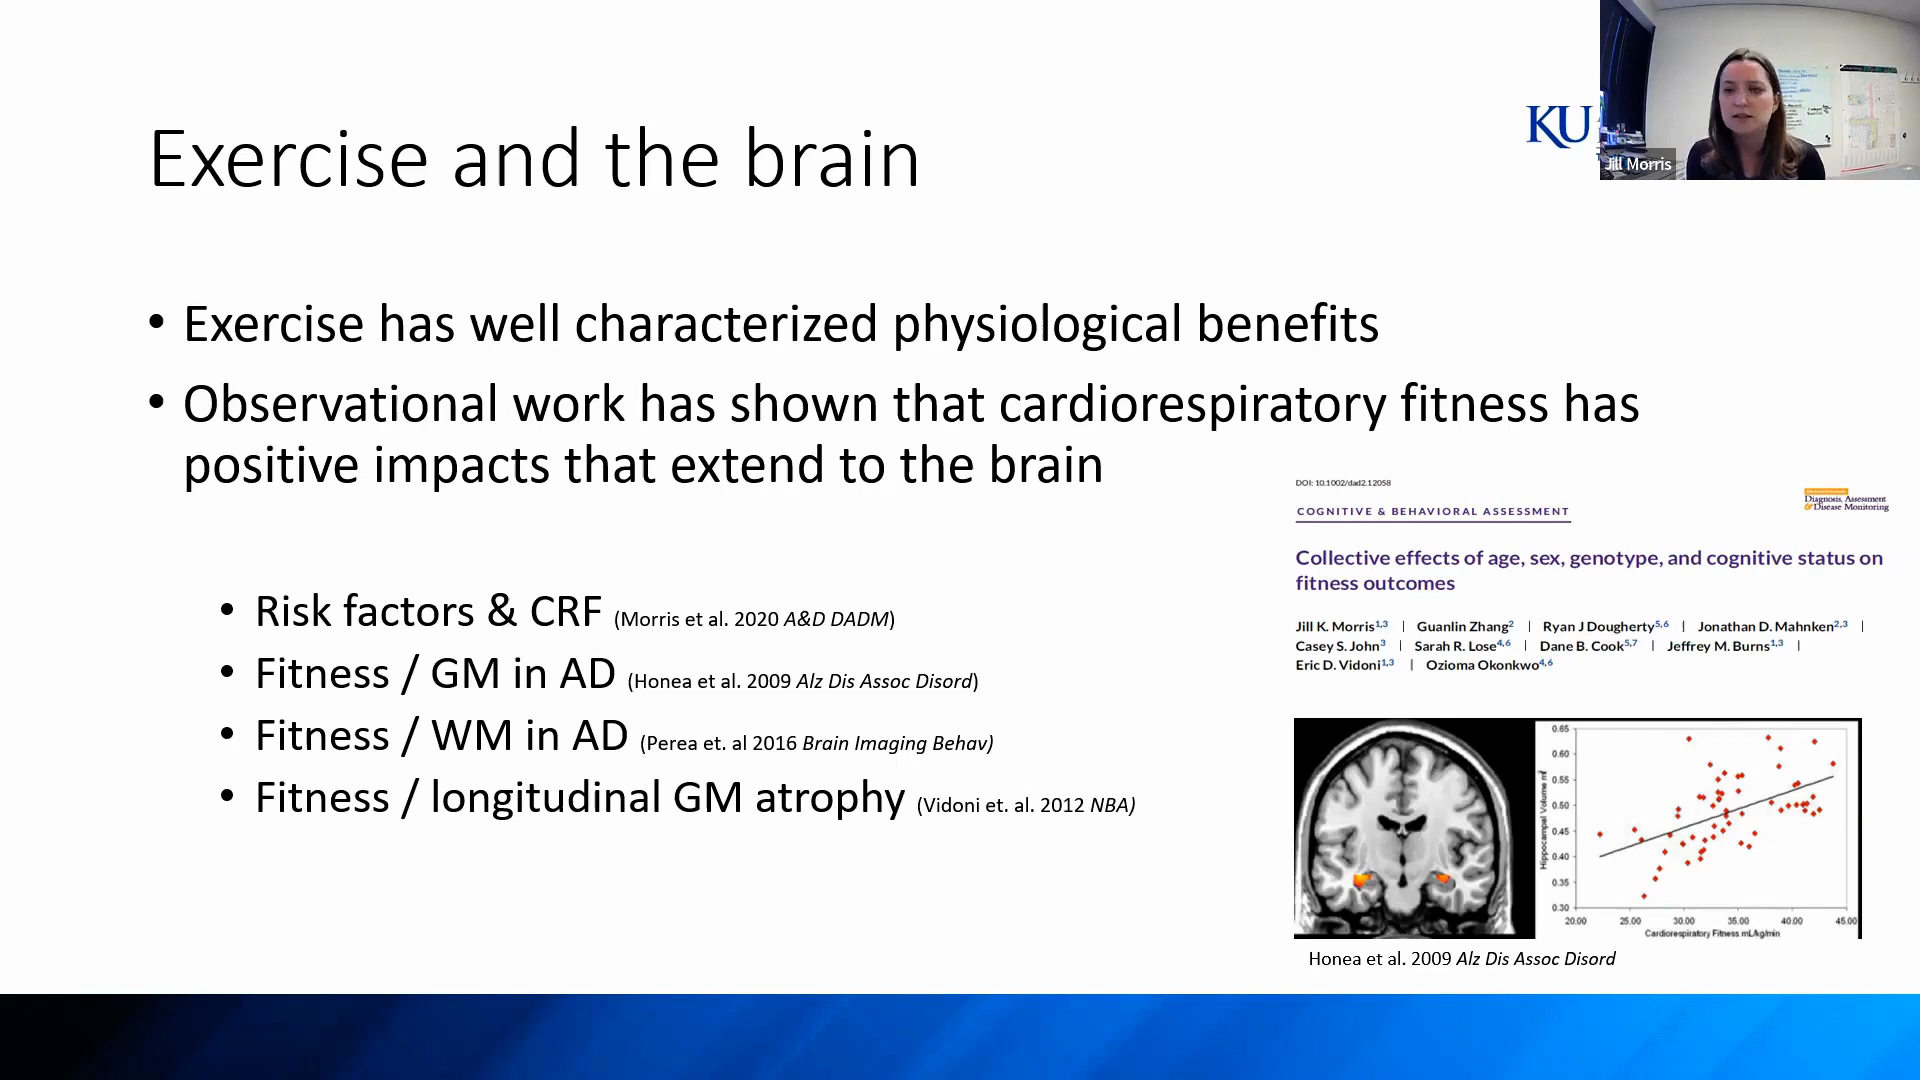 Exercise and the brain
KU
Jill Morris
• Exercise has well characterized physiological benefits
• Observational work has shown that cardiorespiratory fitness has
positive impacts that extend to the brain
• Risk factors & CRF (Morris et al. 2020 A&D DADM)
• Fitness / GM in AD (Honea et al. 2009 Alz Dis Assoc Disord)
• Fitness / WM in AD (Perea et. al 2016 Brain Imaging Behav)
• Fitness / longitudinal GM atrophy (Vidoni et. al. 2012 NBA)
DOI: 10.1002/dad2.12058
Diagnosis, Assessment
& Disease Monitoring
COGNITIVE & BEHAVIORAL ASSESSMENT
Collective effects of age, sex, genotype, and cognitive status on
fitness outcomes
Jill K. Morris1,3 | Guanlin Zhang2 | Ryan J Dougherty5,6 | Jonathan D. Mahnken2,3 |
Casey S. John3 | Sarah R. Lose4,6 | Dane B. Cook5,7 | Jeffrey M. Burns1,3 |
Eric D. Vidoni1,3 | Ozioma Okonkwo4,6
Hippocampal Volume ml
0.65
0.60
0.55
0.50
0.45
0.40
0.35
0.30
20.00 25.00 30.00 35.00 40.00 45.00
Cardiorespiratory Fitness mL/kg/min
Honea et al. 2009 Alz Dis Assoc Disord